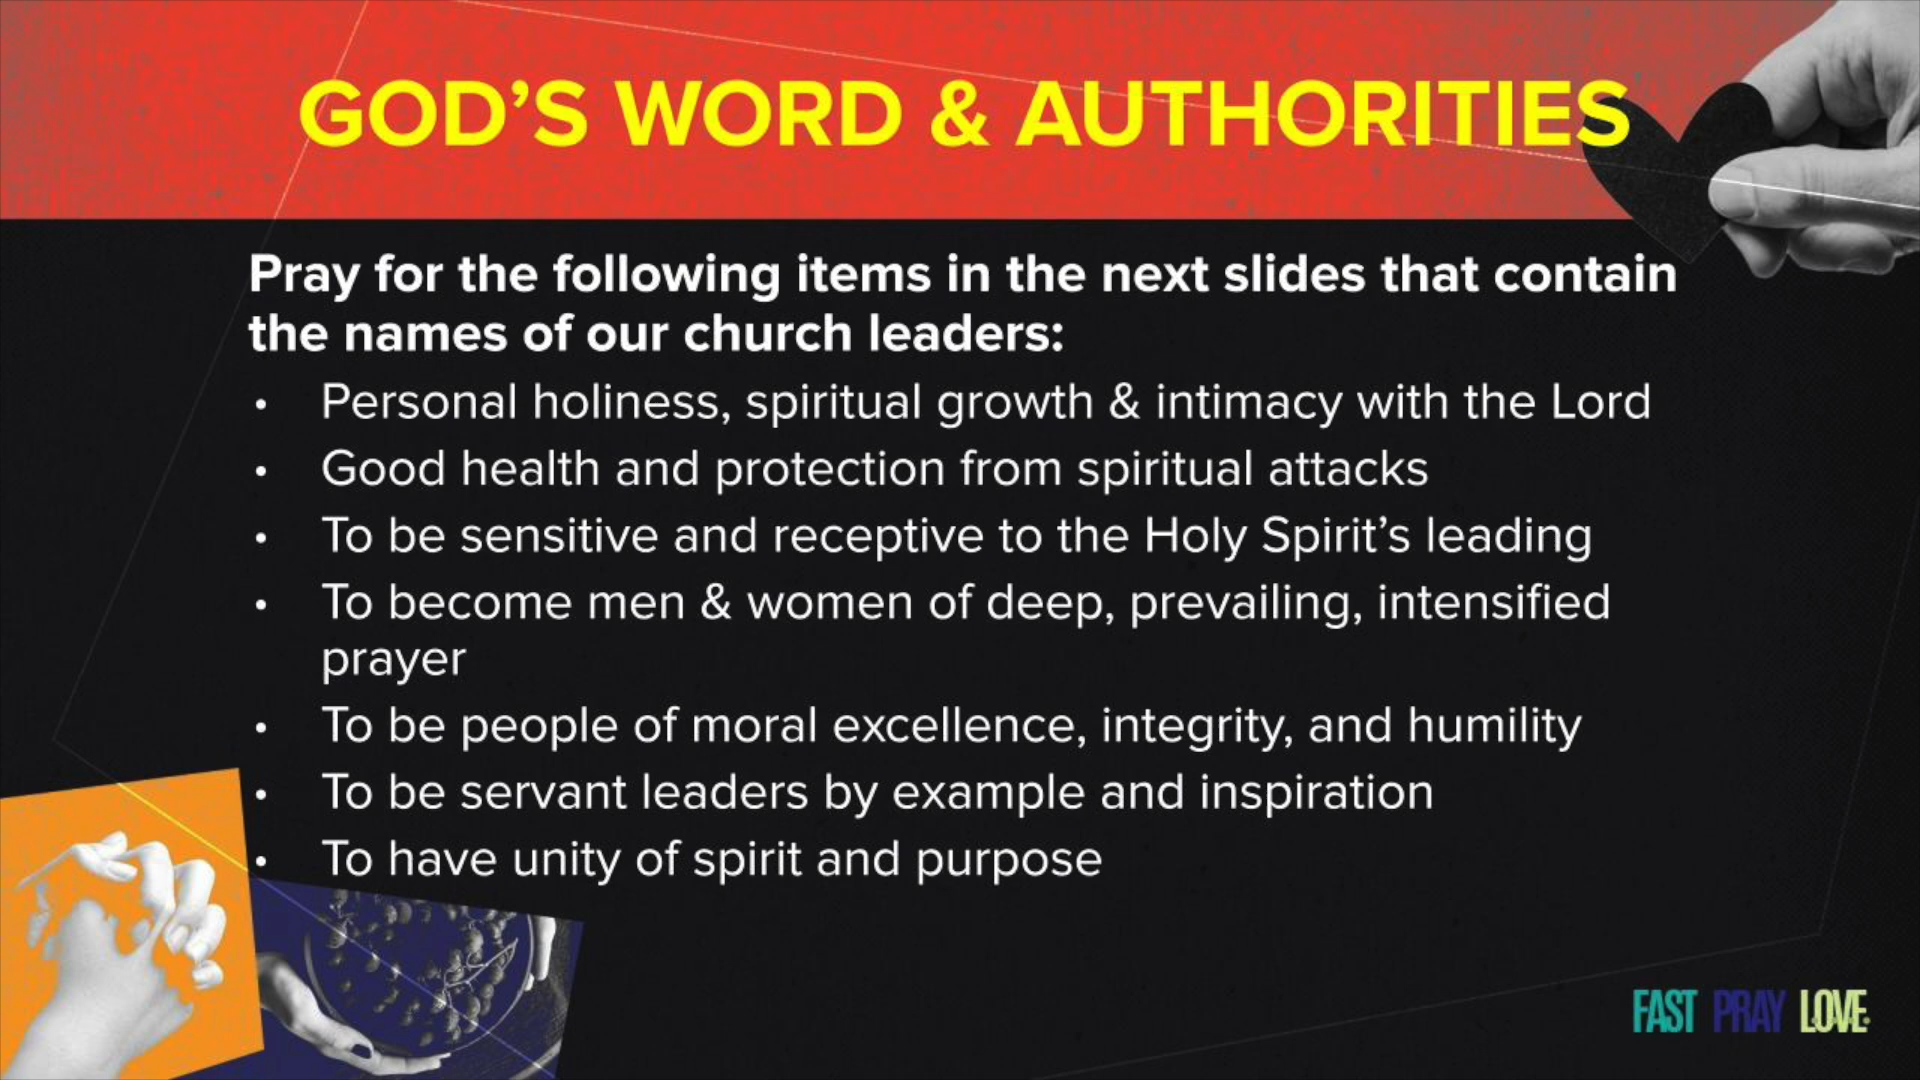 GOD’S WORD & AUTHORITIES
Pray for the following items in the next slides that contain
the names of our church leaders:
• Personal holiness, spiritual growth & intimacy with the Lord
• Good health and protection from spiritual attacks
• To be sensitive and receptive to the Holy Spirit’s leading
• To become men & women of deep, prevailing, intensified
prayer
• To be people of moral excellence, integrity, and humility
• To be servant leaders by example and inspiration
• To have unity of spirit and purpose
FAST PRAY LOVE